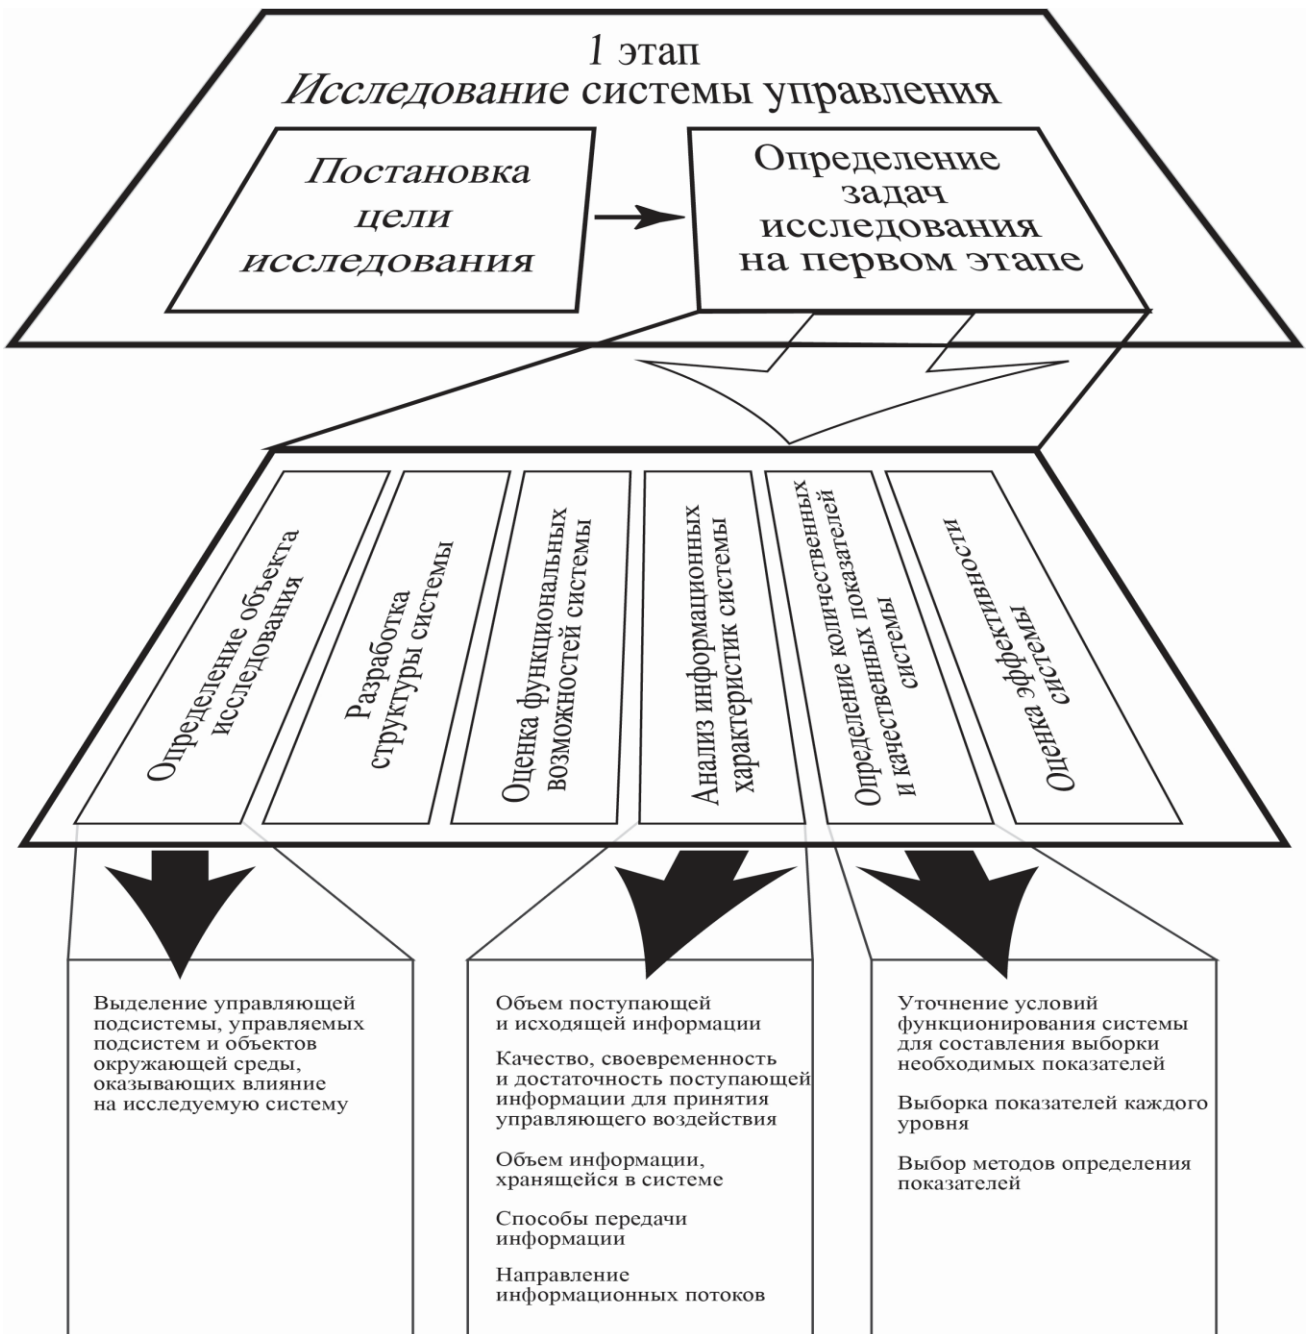 1 этап
Исследование системы управления
Постановка
цели
исследования
Определение
задач
исследования
на первом этапе
Определение объекта
исследования
Разработка
структуры системы
Оценка функциональных
возможностей системы
Анализ информационных
характеристик системы
Определение количественных
и качественных показателей
системы
Оценка эффективности
системы
Выделение управляющей
подсистемы, управляемых
подсистем и объектов
окружающей среды,
оказывающих влияние
на исследуемую систему
Объем поступающей
и исходящей информации
Качество, своевременность
и достаточность поступающей
информации для принятия
управляющего воздействия
Объем информации,
хранящейся в системе
Способы передачи
информации
Направление
информационных потоков
Уточнение условий
функционирования системы
для составления выборки
необходимых показателей
Выборка показателей каждого
уровня
Выбор методов определения
показателей